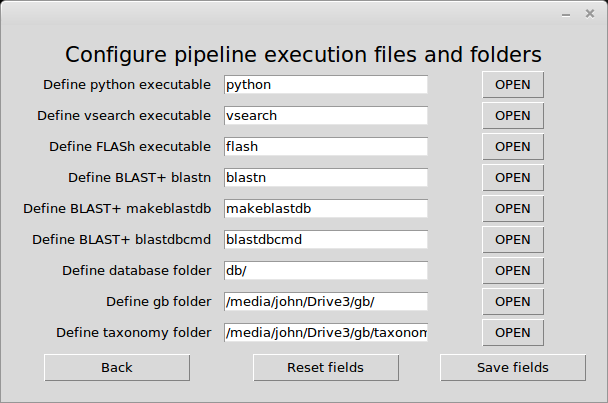 Configure pipeline execution files and folders
Define python executable python OPEN
Define vsearch executable vsearch OPEN
Define FLASh executable flash OPEN
Define BLAST+ blastn blastn OPEN
Define BLAST+ makeblastdb makeblastdb OPEN
Define BLAST+ blastdbcmd blastdbcmd OPEN
Define database folder db/ OPEN
Define gb folder /media/john/Drive3/gb/ OPEN
Define taxonomy folder /media/john/Drive3/gb/taxonom OPEN
Back Reset fields Save fields